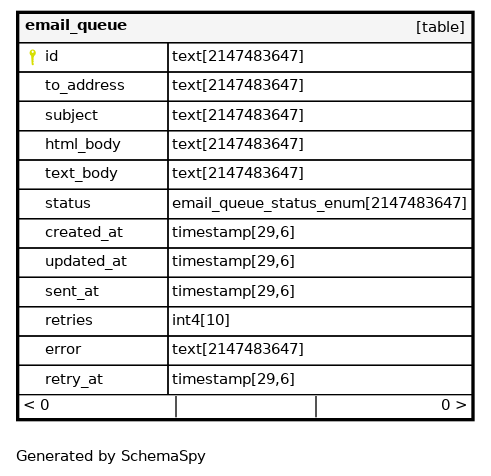 email_queue [table]
id text[2147483647]
to_address text[2147483647]
subject text[2147483647]
html_body text[2147483647]
text_body text[2147483647]
status email_queue_status_enum[2147483647]
created_at timestamp[29,6]
updated_at timestamp[29,6]
sent_at timestamp[29,6]
retries int4[10]
error text[2147483647]
retry_at timestamp[29,6]
< 0 0 >
Generated by SchemaSpy